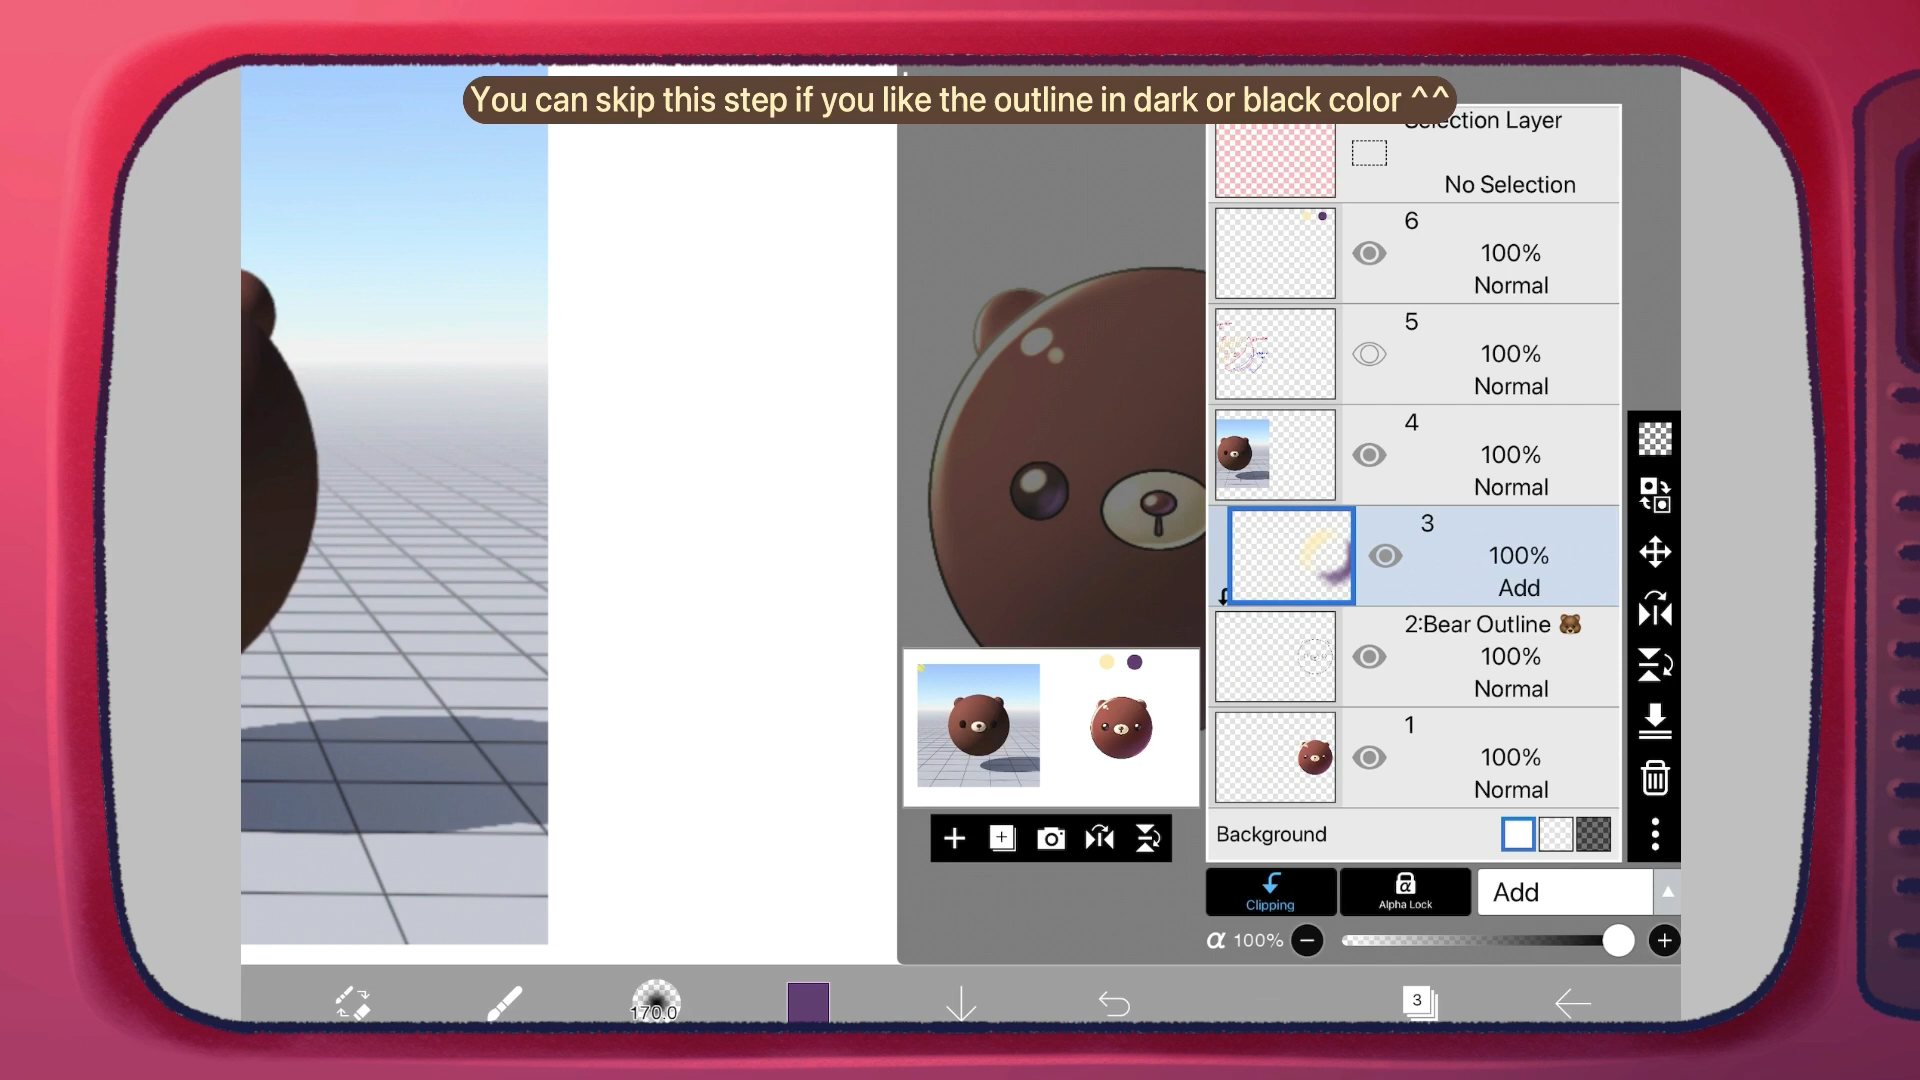 You can skip this step if you like the outline in dark or black color ^^
Selection Layer
No Selection
6
100%
Normal
5
100%
Normal
4
100%
Normal
3
100%
Add
2:Bear Outline 🐻
100%
Normal
1
100%
Normal
Background
Clipping
Alpha Lock
Add
α 100%
170.0
3